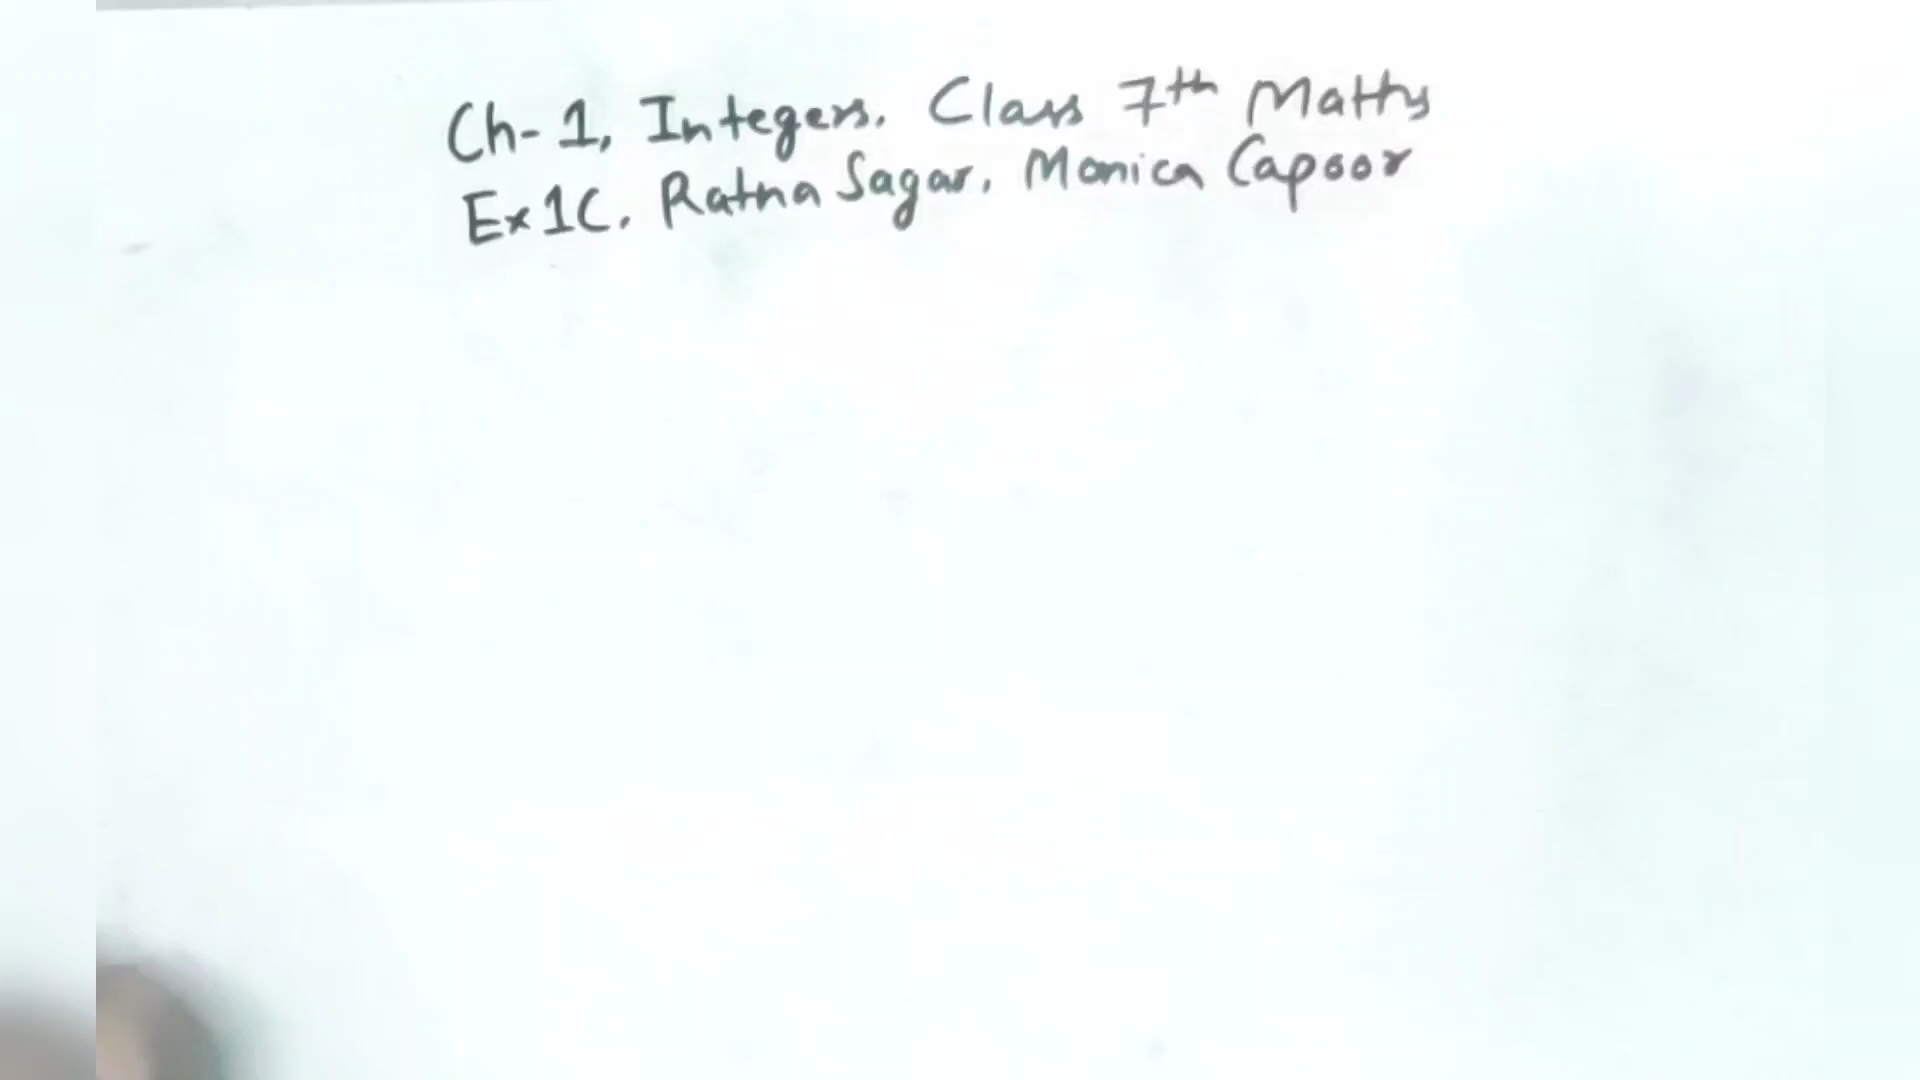 Ch-1, Integers. Class 7th Maths
Ex 1C. Ratna Sagar. Monica Capoor